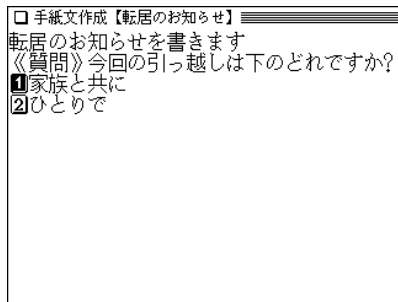 □ 手紙文作成【転居のお知らせ】
転居のお知らせを書きます
《質問》今回の引っ越しは下のどれですか?
1家族と共に
2ひとりで